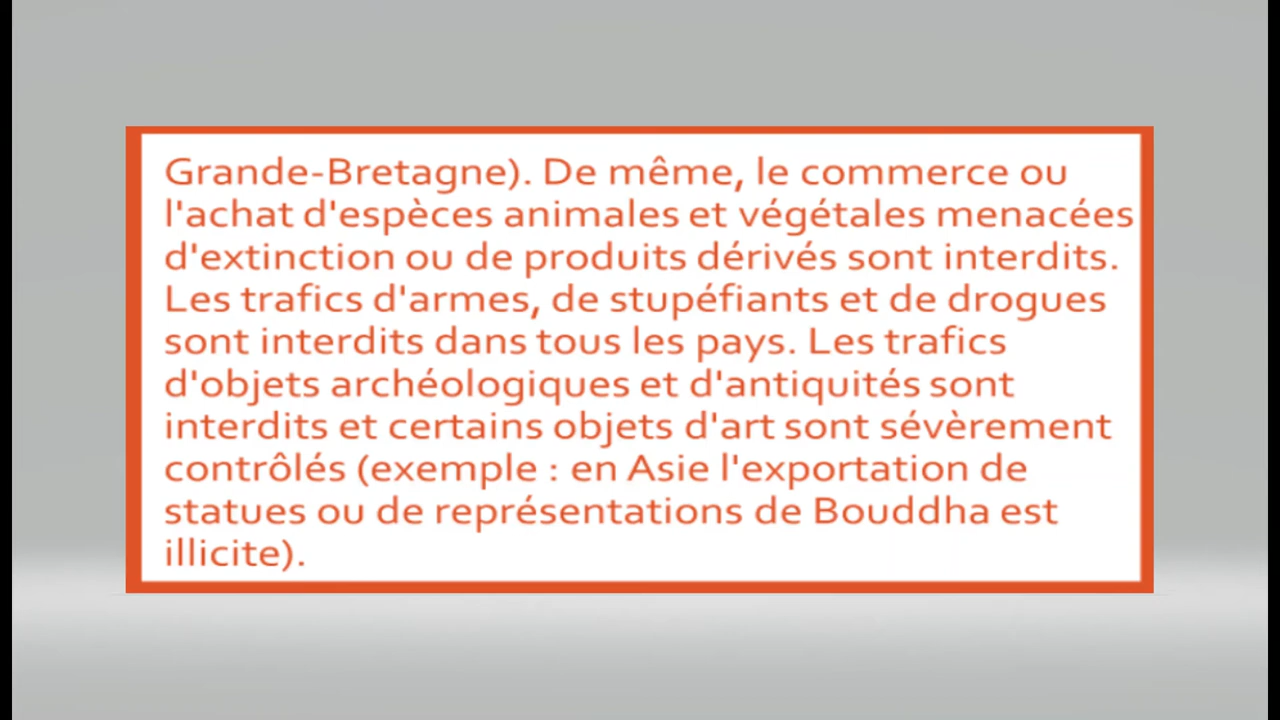 Grande-Bretagne). De même, le commerce ou
l'achat d'espèces animales et végétales menacées
d'extinction ou de produits dérivés sont interdits.
Les trafics d'armes, de stupéfiants et de drogues
sont interdits dans tous les pays. Les trafics
d'objets archéologiques et d'antiquités sont
interdits et certains objets d'art sont sévèrement
contrôlés (exemple : en Asie l'exportation de
statues ou de représentations de Bouddha est
illicite).